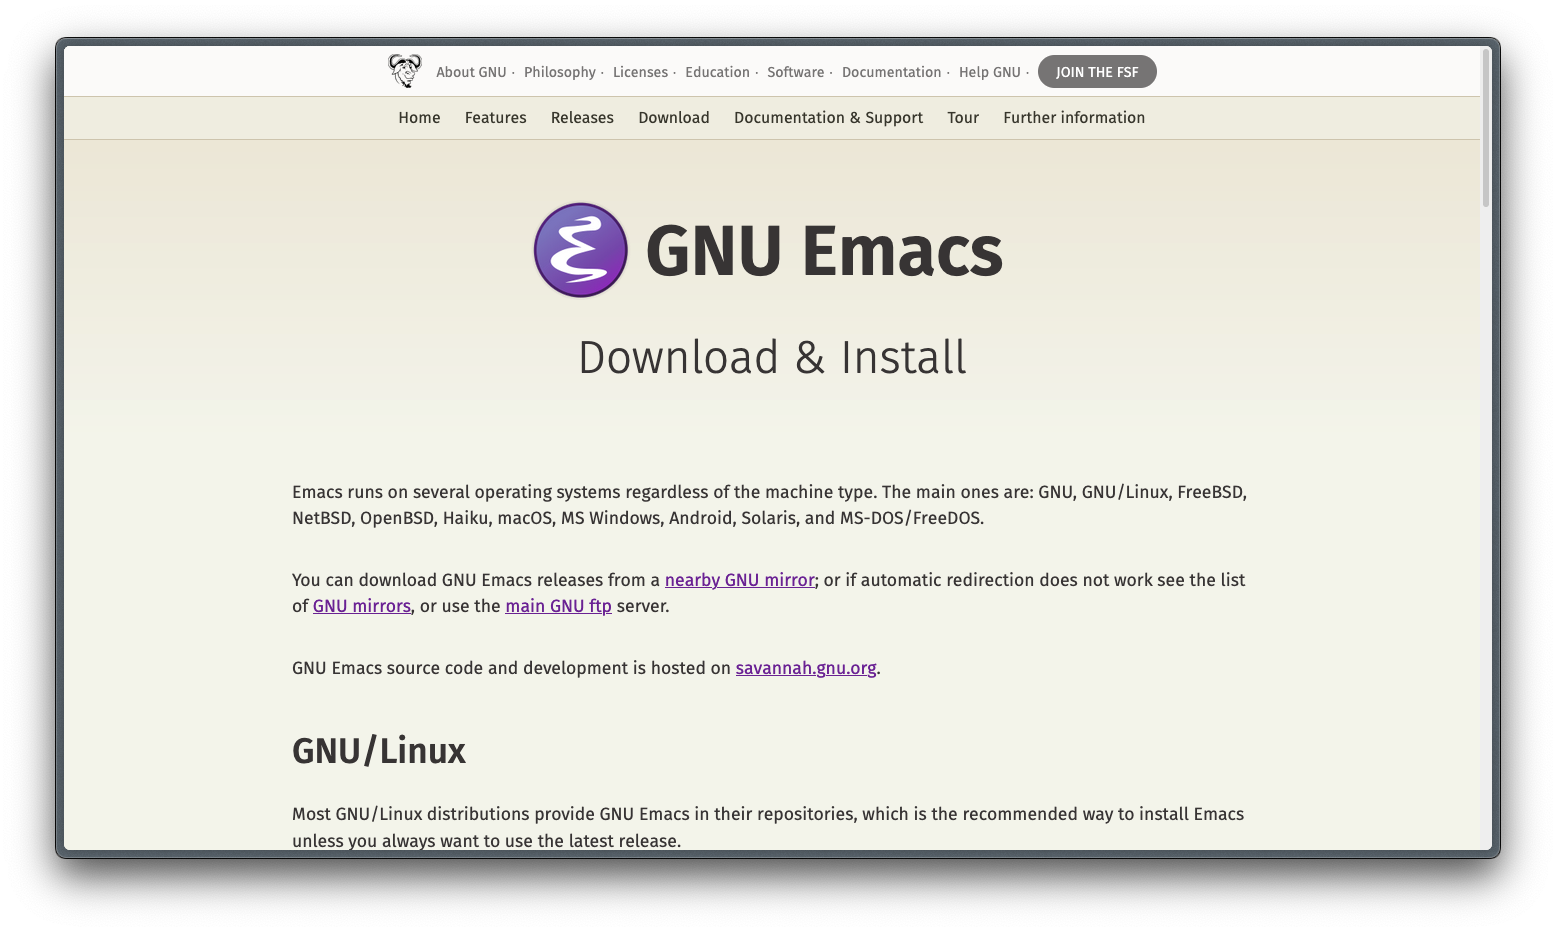 About GNU · Philosophy · Licenses · Education · Software · Documentation · Help GNU · JOIN THE FSF
Home Features Releases Download Documentation & Support Tour Further information
GNU Emacs
Download & Install
Emacs runs on several operating systems regardless of the machine type. The main ones are: GNU, GNU/Linux, FreeBSD,
NetBSD, OpenBSD, Haiku, macOS, MS Windows, Android, Solaris, and MS-DOS/FreeDOS.
You can download GNU Emacs releases from a nearby GNU mirror; or if automatic redirection does not work see the list
of GNU mirrors, or use the main GNU ftp server.
GNU Emacs source code and development is hosted on savannah.gnu.org.
GNU/Linux
Most GNU/Linux distributions provide GNU Emacs in their repositories, which is the recommended way to install Emacs
unless you always want to use the latest release.